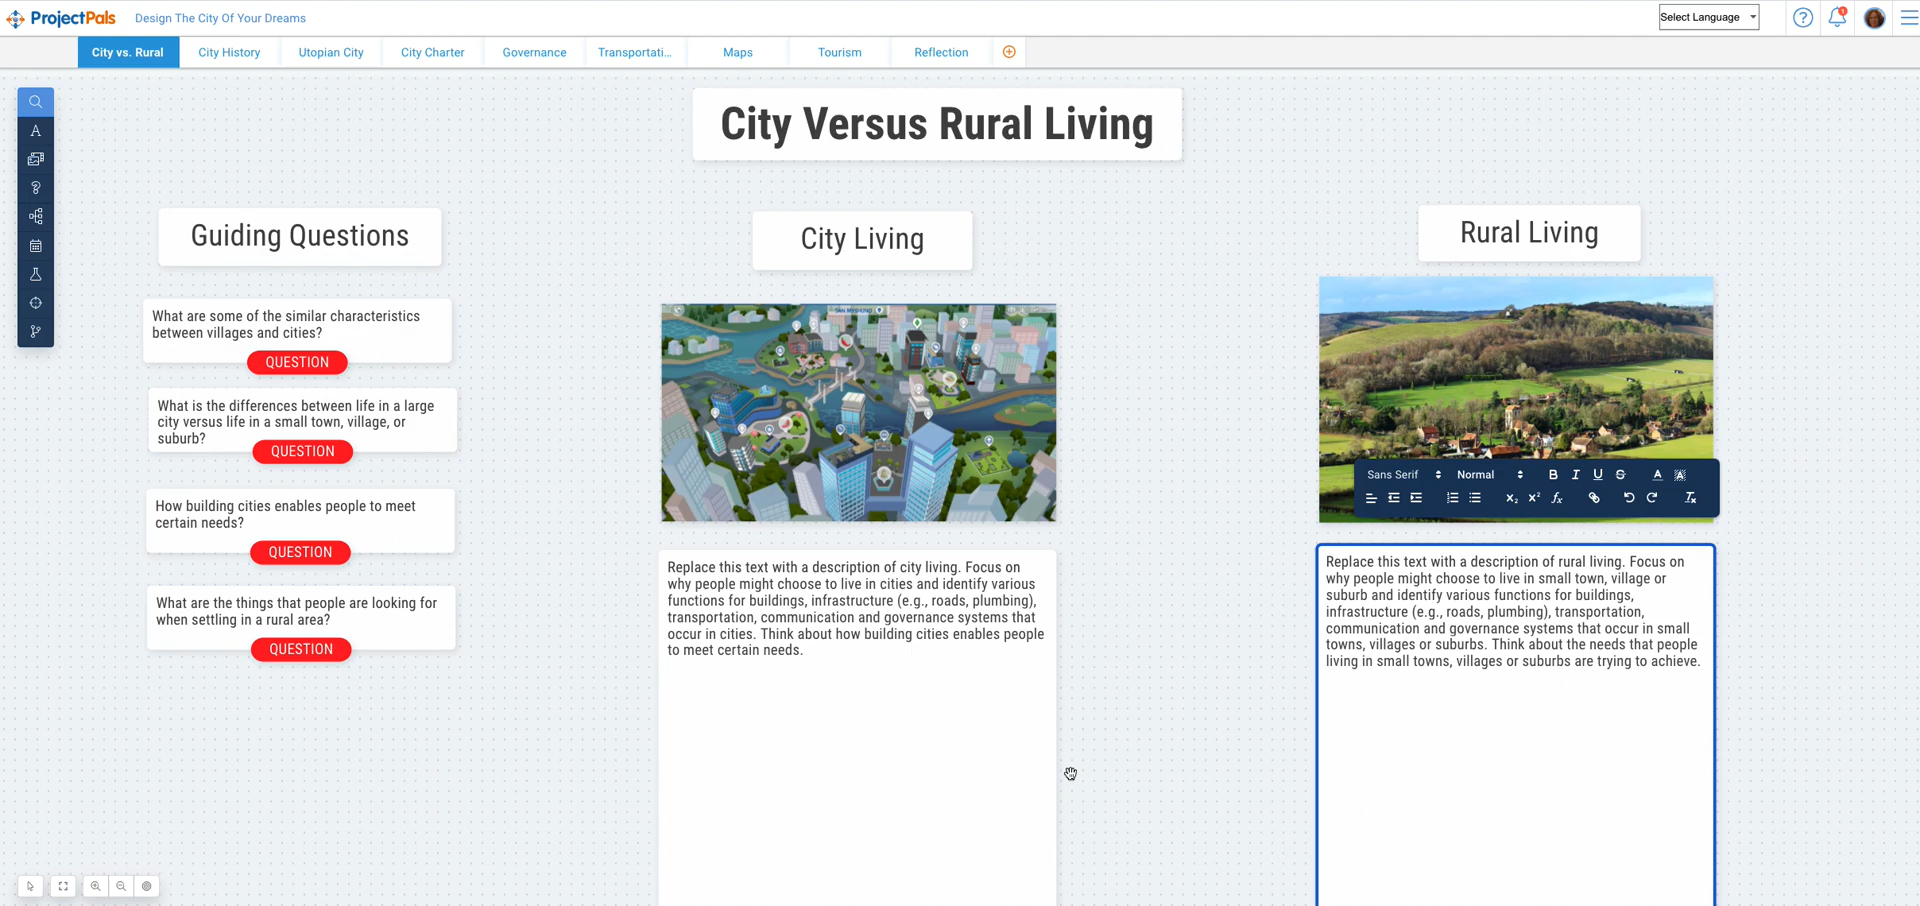 ProjectPals
Design The City Of Your Dreams
Select Language
1
City vs. Rural
City History
Utopian City
City Charter
Governance
Transportati...
Maps
Tourism
Reflection
City Versus Rural Living
Guiding Questions
What are some of the similar characteristics
between villages and cities?
QUESTION
What is the differences between life in a large
city versus life in a small town, village, or
suburb?
QUESTION
How building cities enables people to meet
certain needs?
QUESTION
What are the things that people are looking for
when settling in a rural area?
QUESTION
City Living
SAN MYSHUNO
Replace this text with a description of city living. Focus on
why people might choose to live in cities and identify various
functions for buildings, infrastructure (e.g., roads, plumbing),
transportation, communication and governance systems that
occur in cities. Think about how building cities enables people
to meet certain needs.
Rural Living
Sans Serif
Normal
Replace this text with a description of rural living. Focus on
why people might choose to live in small town, village or
suburb and identify various functions for buildings,
infrastructure (e.g., roads, plumbing), transportation,
communication and governance systems that occur in small
towns, villages or suburbs. Think about the needs that people
living in small towns, villages or suburbs are trying to achieve.